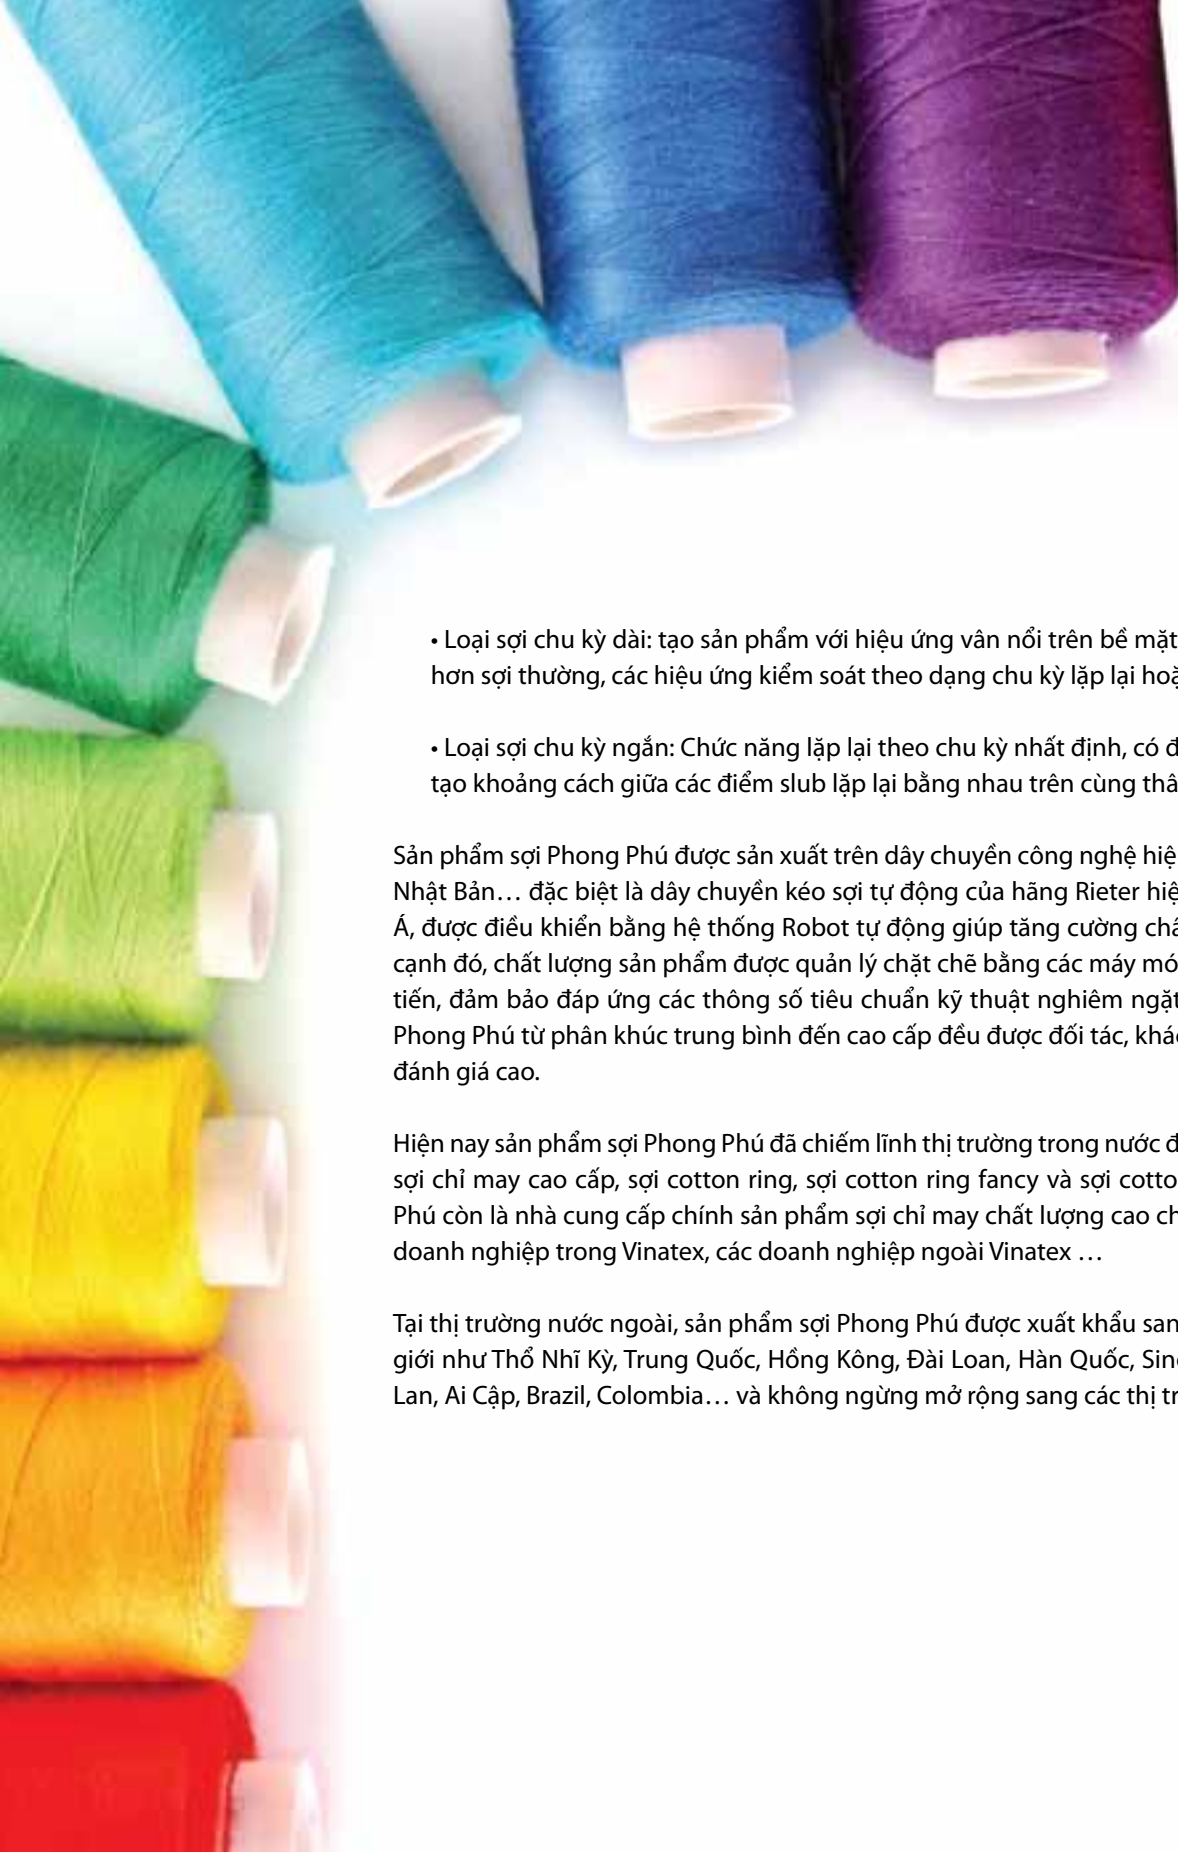 • Loại sợi chu kỳ dài: tạo sản phẩm với hiệu ứng vân nổi trên bề mặt
hơn sợi thường, các hiệu ứng kiểm soát theo dạng chu kỳ lặp lại
• Loại sợi chu kỳ ngắn: Chức năng lặp lại theo chu kỳ nhất định, có
tạo khoảng cách giữa các điểm slub lặp lại bằng nhau trên cùng
Sản phẩm sợi Phong Phú được sản xuất trên dây chuyền công nghệ
Nhật Bản… đặc biệt là dây chuyền kéo sợi tự động của hãng Rieter
Á, được điều khiển bằng hệ thống Robot tự động giúp tăng cường
cạnh đó, chất lượng sản phẩm được quản lý chặt chẽ bằng các máy
tiến, đảm bảo đáp ứng các thông số tiêu chuẩn kỹ thuật nghiêm ngặt
Phong Phú từ phân khúc trung bình đến cao cấp đều được đối tác,
đánh giá cao.
Hiện nay sản phẩm sợi Phong Phú đã chiếm lĩnh thị trường trong nước
sợi chỉ may cao cấp, sợi cotton ring, sợi cotton ring fancy và sợi
Phú còn là nhà cung cấp chính sản phẩm sợi chỉ may chất lượng cao
doanh nghiệp trong Vinatex, các doanh nghiệp ngoài Vinatex …
Tại thị trường nước ngoài, sản phẩm sợi Phong Phú được xuất khẩu
giới như Thổ Nhĩ Kỳ, Trung Quốc, Hồng Kông, Đài Loan, Hàn Quốc,
Lan, Ai Cập, Brazil, Colombia… và không ngừng mở rộng sang các thị